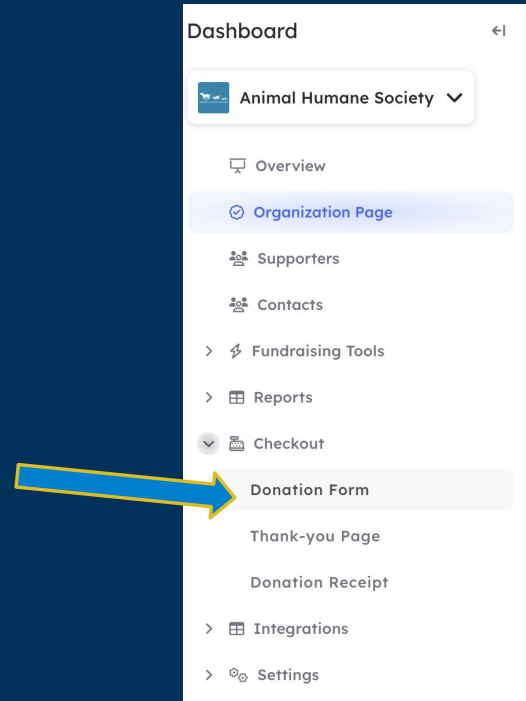 Dashboard
Animal Humane Society
Overview
Organization Page
Supporters
Contacts
Fundraising Tools
Reports
Checkout
Donation Form
Thank-you Page
Donation Receipt
Integrations
Settings